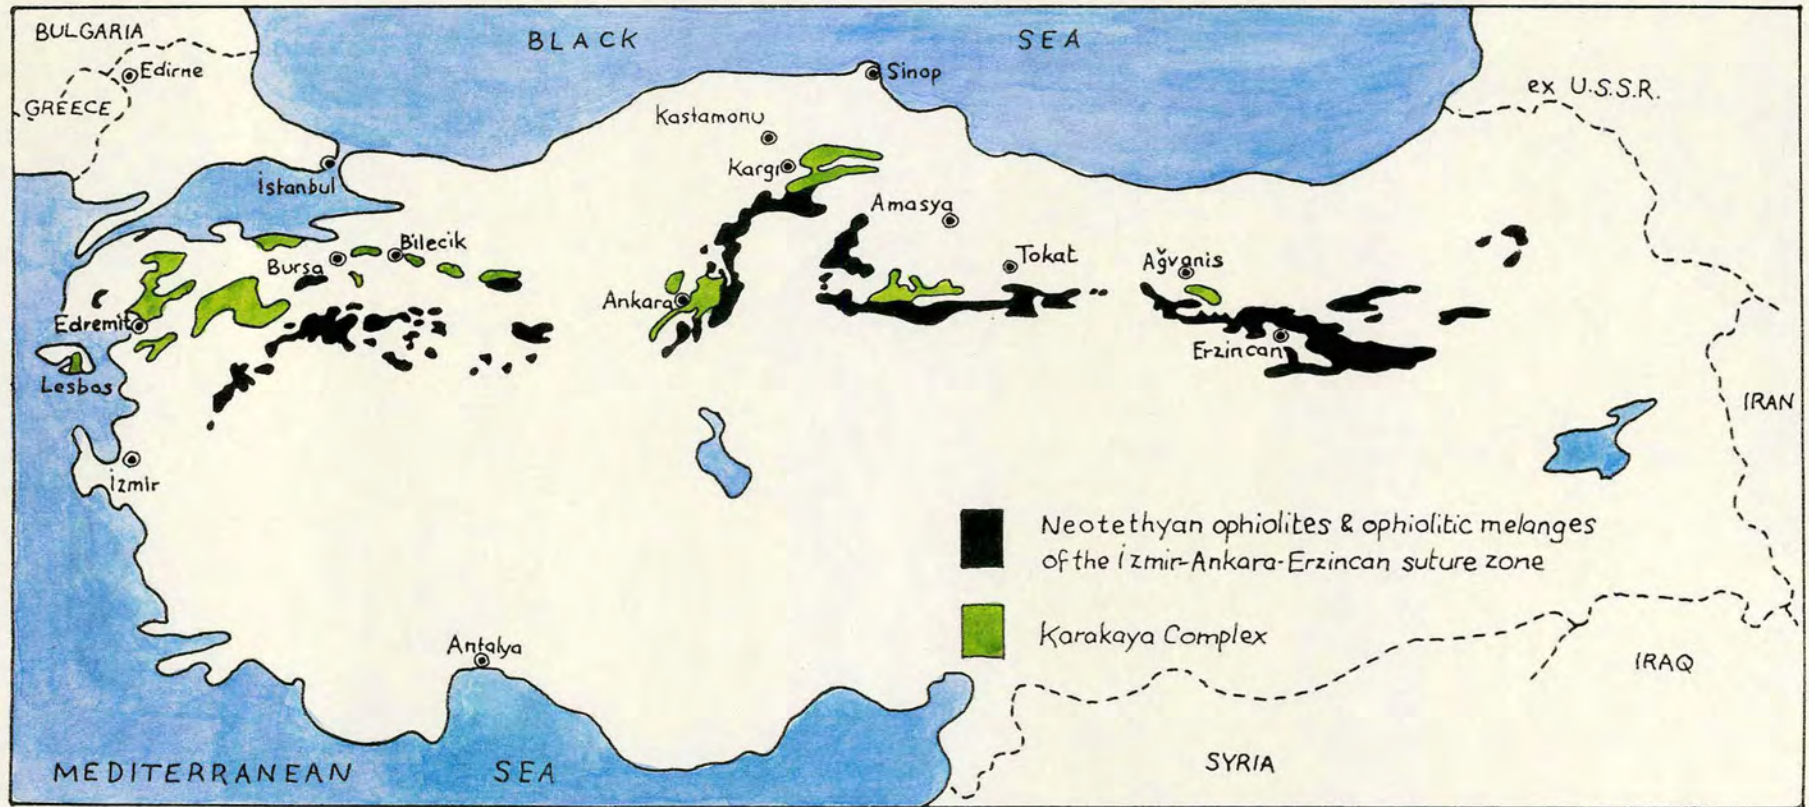 BULGARIA
BLACK SEA
Edirne
Sinop
ex U.S.S.R.
GREECE
Kastamonu
Kargı
İstanbul
Amasya
Bilecik
Bursa
Tokat
Ağvanis
Ankara
Edremit
Erzincan
Lesbos
IRAN
İzmir
Neotethyan ophiolites & ophiolitic melanges
of the İzmir-Ankara-Erzincan suture zone
Karakaya Complex
Antalya
IRAQ
SYRIA
MEDITERRANEAN SEA